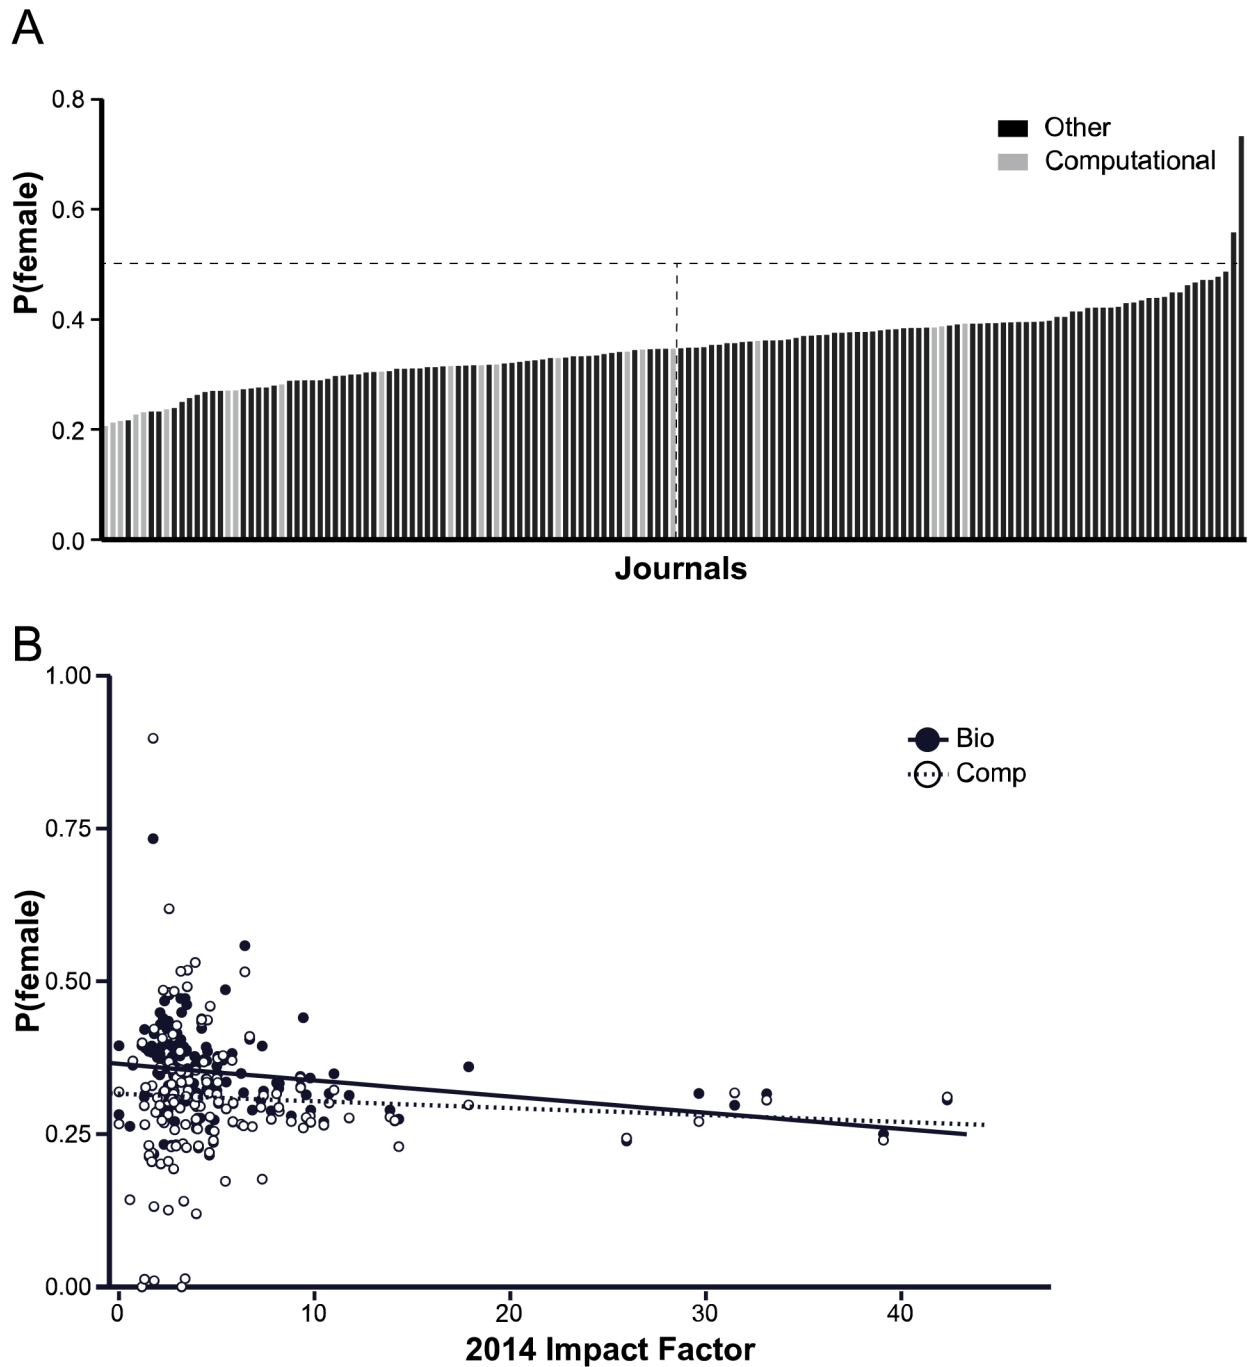 A
0.8
0.6
0.4
0.2
0.0
P(female)
Other
Computational
Journals
B
1.00
0.75
0.50
0.25
0.00
P(female)
Bio
Comp
0 10 20 30 40
2014 Impact Factor